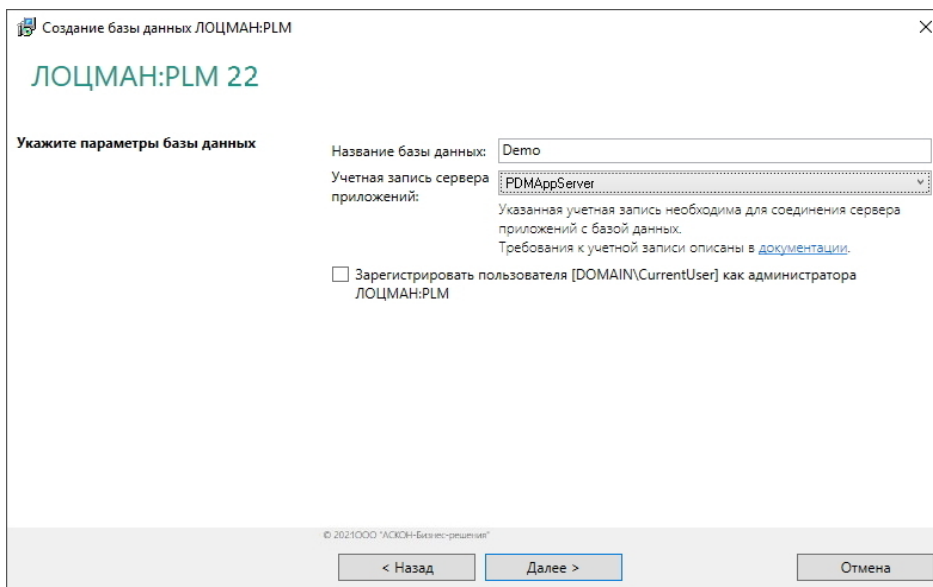 Создание базы данных ЛОЦМАН:PLM
ЛОЦМАН:PLM 22
Укажите параметры базы данных
Название базы данных: Demo
Учетная запись сервера приложений: PDMAppServer
Указанная учетная запись необходима для соединения сервера
приложений с базой данных.
Требования к учетной записи описаны в документации.
Зарегистрировать пользователя [DOMAIN\CurrentUser] как администратора
ЛОЦМАН:PLM
© 2021ООО "АСКОН-Бизнес-решения"
< Назад
Далее >
Отмена